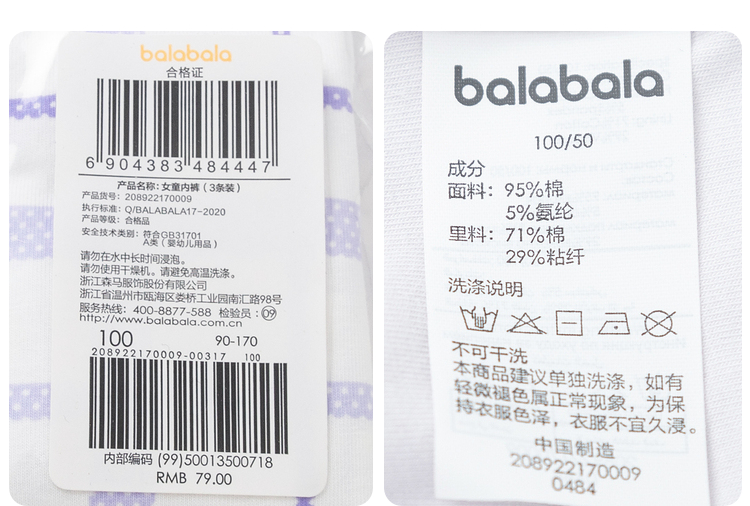 balabala
合格证
6 904383 484447
产品名称: 女童内裤 (3条装)
产品货号: 208922170009
执行标准: Q/BALABALA17-2020
产品等级: 合格品
安全技术类别: 符合GB31701
A类 (婴幼儿用品)
请勿在水中长时间浸泡。
请勿使用干燥机。请避免高温洗涤。
浙江森马服饰股份有限公司
浙江省温州市瓯海区娄桥工业园南汇路98号
服务热线: 400-8877-588 检验员: 09
http://www.balabala.com.cn
100 90-170
208922170009-00317 100
内部编码 (99)50013500718
RMB 79.00
balabala
100/50
成分
面料: 95%棉
5%氨纶
里料: 71%棉
29%粘纤
洗涤说明
不可干洗
本商品建议单独洗涤，如有
轻微褪色属正常现象，为保
持衣服色泽，衣服不宜久浸。
中国制造
208922170009
0484